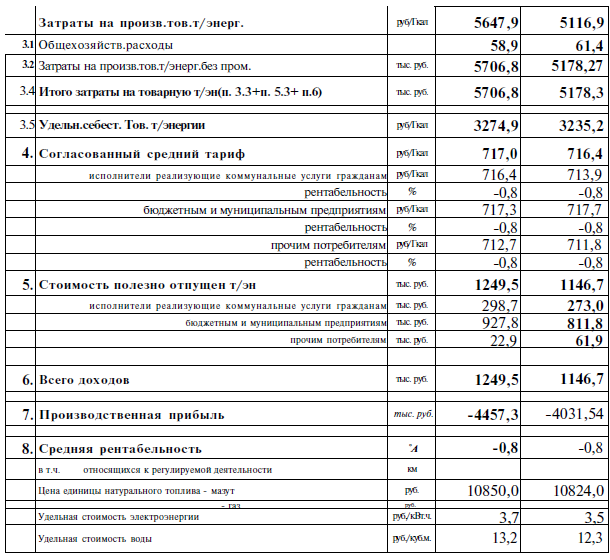 Затраты на произв.тов.т/энерг. руб/Гкал 5647,9 5116,9
3.1 Общехозяйств.расходы руб/Гкал 58,9 61,4
3.2 Затраты на произв.тов.т/энерг.без пром. тыс. руб. 5706,8 5178,27
3.4 Итого затраты на товарную т/эн(п. 3.3+п. 5.3+ п.6) тыс. руб. 5706,8 5178,3
3.5 Удельн.себест. Тов. т/энергии руб/Гкал 3274,9 3235,2
4. Согласованный средний тариф руб/Гкал 717,0 716,4
исполнители реализующие коммунальные услуги гражданам руб/Гкал 716,4 713,9
рентабельность % -0,8 -0,8
бюджетным и муниципальным предприятиям руб/Гкал 717,3 717,7
рентабельность % -0,8 -0,8
прочим потребителям руб/Гкал 712,7 711,8
рентабельность % -0,8 -0,8
5. Стоимость полезно отпущен т/эн тыс. руб. 1249,5 1146,7
исполнители реализующие коммунальные услуги гражданам тыс. руб. 298,7 273,0
бюджетным и муниципальным предприятиям тыс. руб. 927,8 811,8
прочим потребителям тыс. руб. 22,9 61,9
6. Всего доходов тыс. руб. 1249,5 1146,7
7. Производственная прибыль тыс. руб. -4457,3 -4031,54
8. Средняя рентабельность "А -0,8 -0,8
в т.ч. относящихся к регулируемой деятельности км
Цена единицы натурального топлива - мазут руб. 10850,0 10824,0
- газ руб.
Удельная стоимость электроэнергии руб./кВт.ч. 3,7 3,5
Удельная стоимость воды руб./куб.м. 13,2 12,3